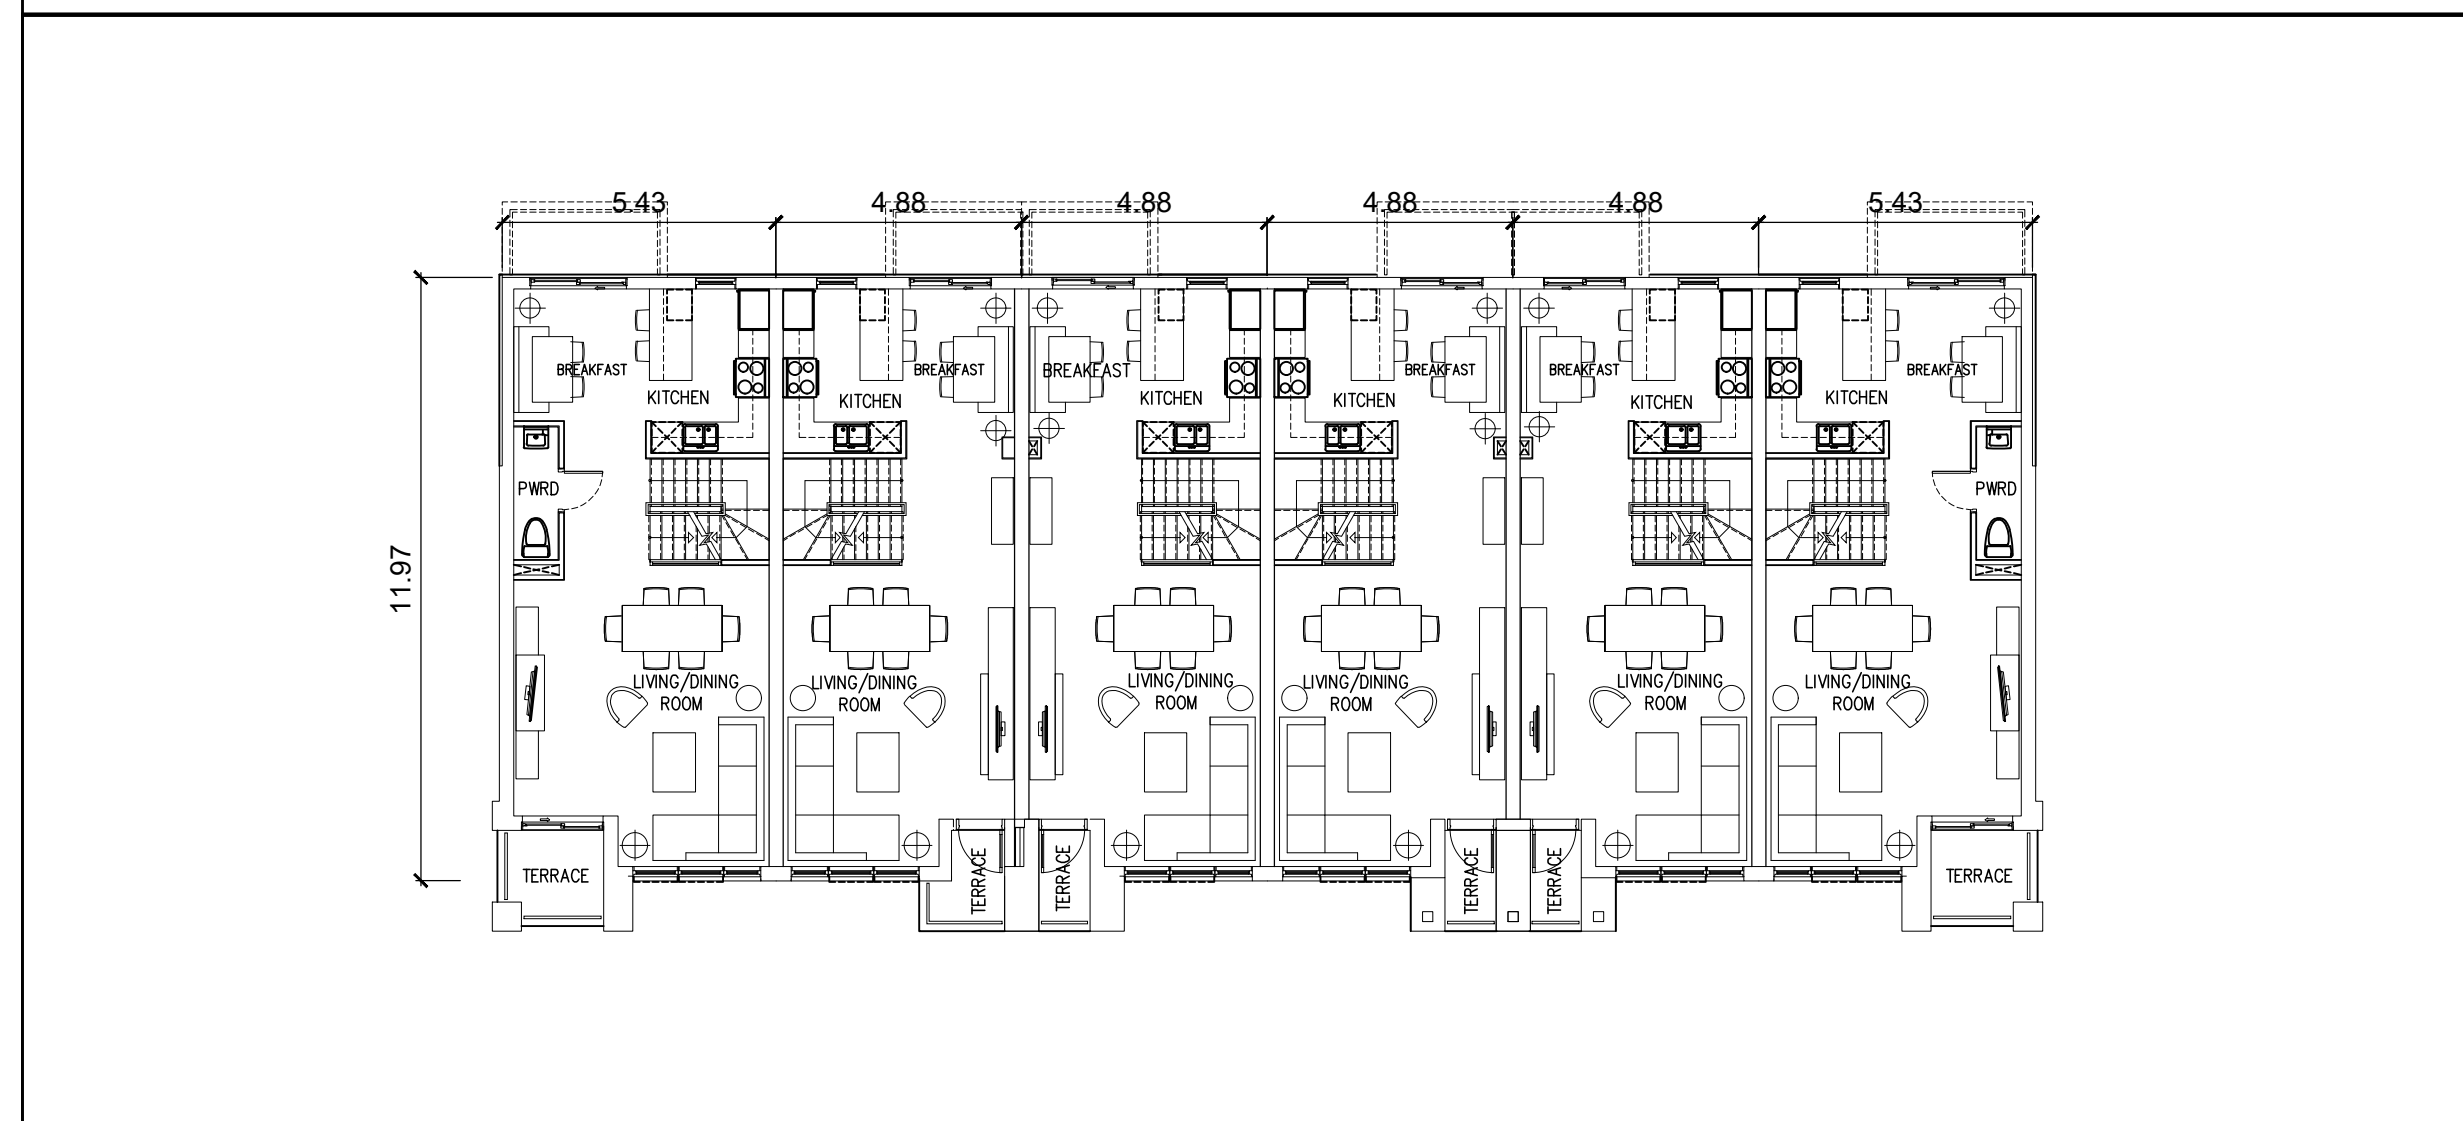 5.43
4.88
4.88
4.88
4.88
5.43
11.97
BREAKFAST
BREAKFAST
BREAKFAST
BREAKFAST
BREAKFAST
BREAKFAST
KITCHEN
KITCHEN
KITCHEN
KITCHEN
KITCHEN
KITCHEN
PWRD
PWRD
LIVING/DINING
ROOM
LIVING/DINING
ROOM
LIVING/DINING
ROOM
LIVING/DINING
ROOM
LIVING/DINING
ROOM
LIVING/DINING
ROOM
TERRACE
TERRACE
TERRACE
TERRACE
TERRACE
TERRACE